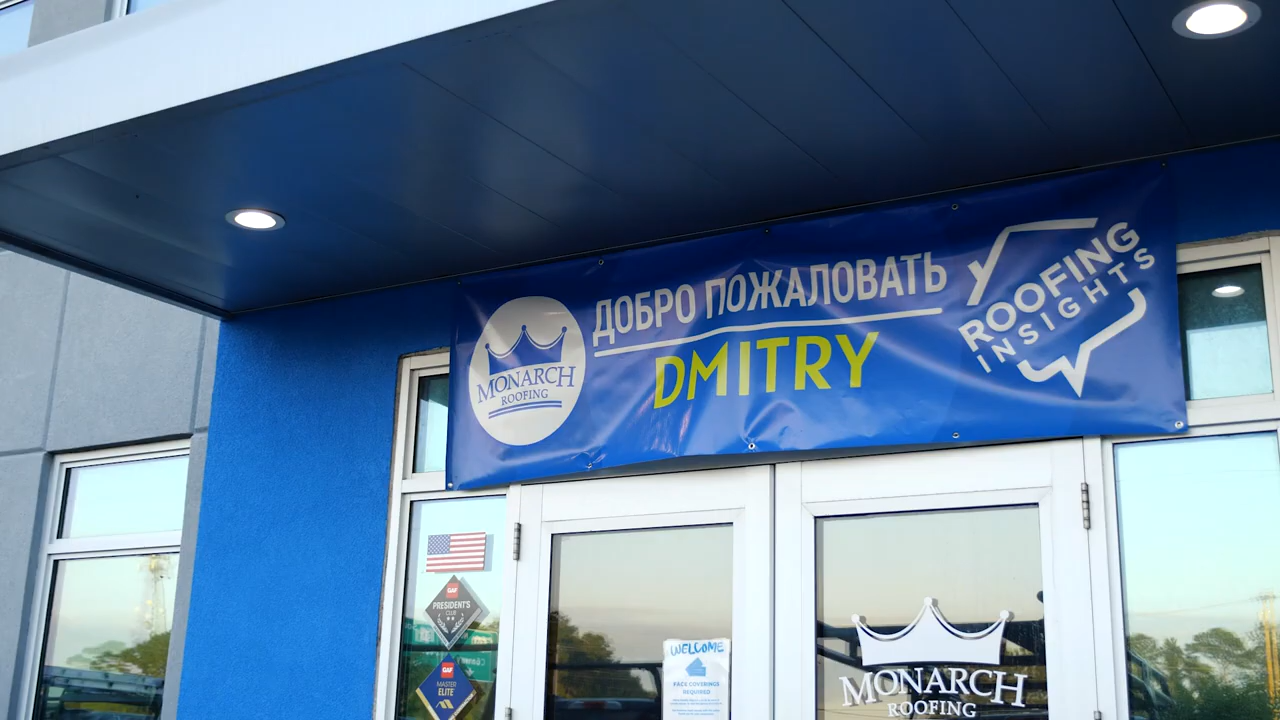 ДОБРО ПОЖАЛОВАТЬ
DMITRY
MONARCH
ROOFING
ROOFING
INSIGHTS
GAF
PRESIDENT'S
CLUB
GAF
MASTER
ELITE
WELCOME
FACE COVERINGS
REQUIRED
MONARCH
ROOFING